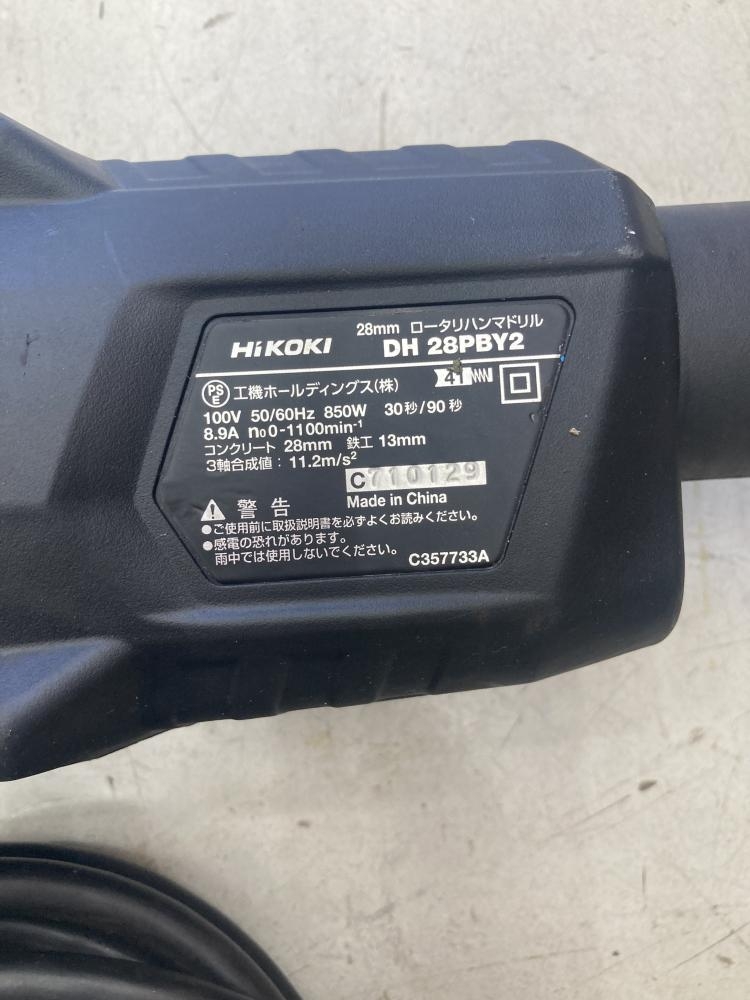 28mm ロータリハンマドリル
HiKOKI DH 28PBY2
PSE 工機ホールディングス(株) 41
100V 50/60Hz 850W 30秒/90秒
8.9A n₀0-1100min⁻¹
コンクリート 28mm 鉄工 13mm
3軸合成値：11.2m/s²
C710129
Made in China
警告
●ご使用前に取扱説明書を必ずよくお読みください。
●感電の恐れがあります。
雨中では使用しないでください。
C357733A